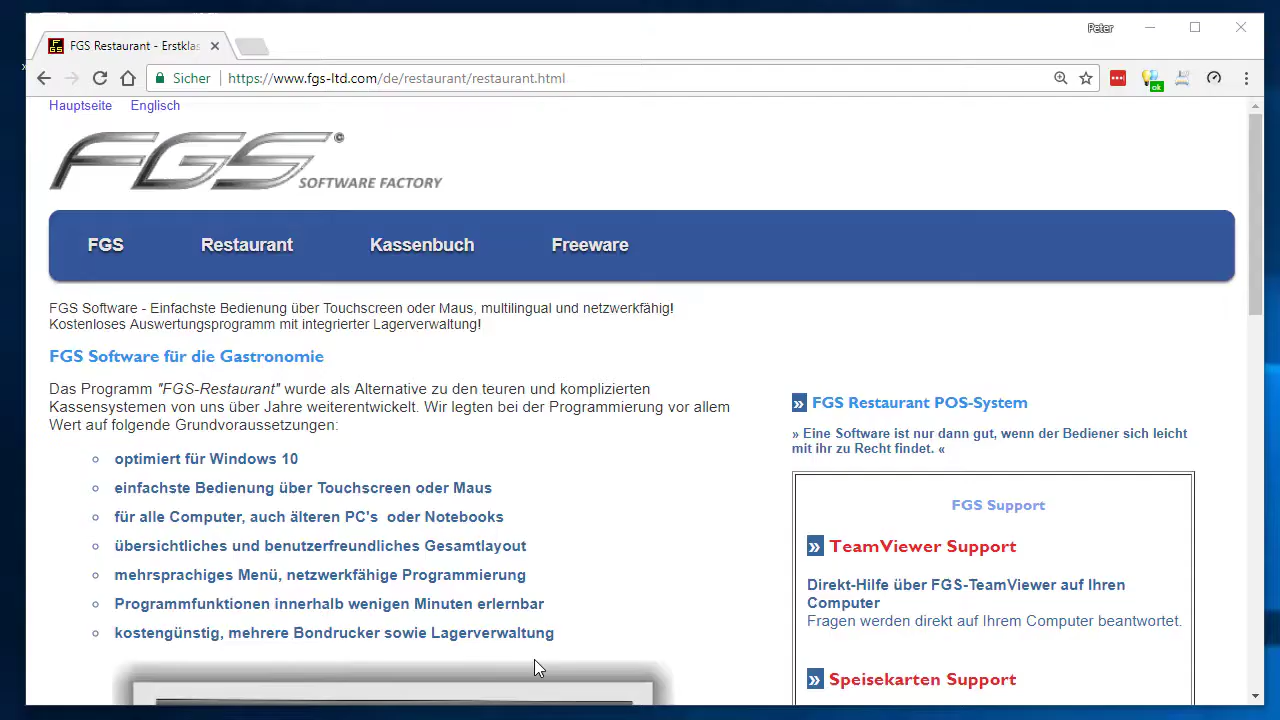 Peter
FGS Restaurant - Erstklas
Sicher
https://www.fgs-ltd.com/de/restaurant/restaurant.html
ok
Hauptseite Englisch
FGS ©
SOFTWARE FACTORY
FGS Restaurant Kassenbuch Freeware
FGS Software - Einfachste Bedienung über Touchscreen oder Maus, multilingual und netzwerkfähig!
Kostenloses Auswertungsprogramm mit integrierter Lagerverwaltung!
FGS Software für die Gastronomie
Das Programm "FGS-Restaurant" wurde als Alternative zu den teuren und komplizierten
Kassensystemen von uns über Jahre weiterentwickelt. Wir legten bei der Programmierung vor allem
Wert auf folgende Grundvoraussetzungen:
optimiert für Windows 10
einfachste Bedienung über Touchscreen oder Maus
für alle Computer, auch älteren PC's oder Notebooks
übersichtliches und benutzerfreundliches Gesamtlayout
mehrsprachiges Menü, netzwerkfähige Programmierung
Programmfunktionen innerhalb wenigen Minuten erlernbar
kostengünstig, mehrere Bondrucker sowie Lagerverwaltung
» FGS Restaurant POS-System
» Eine Software ist nur dann gut, wenn der Bediener sich leicht
mit ihr zu Recht findet. «
FGS Support
» TeamViewer Support
Direkt-Hilfe über FGS-TeamViewer auf Ihren
Computer
Fragen werden direkt auf Ihrem Computer beantwortet.
» Speisekarten Support